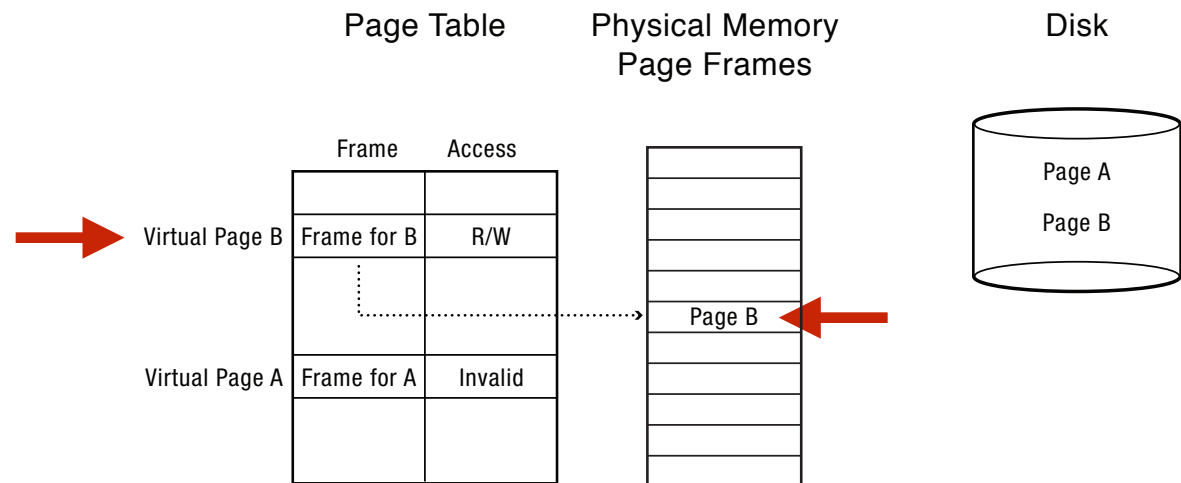 Page Table
Physical Memory
Page Frames
Disk
Frame
Access
Virtual Page B
Frame for B
R/W
Virtual Page A
Frame for A
Invalid
Page B
Page A
Page B